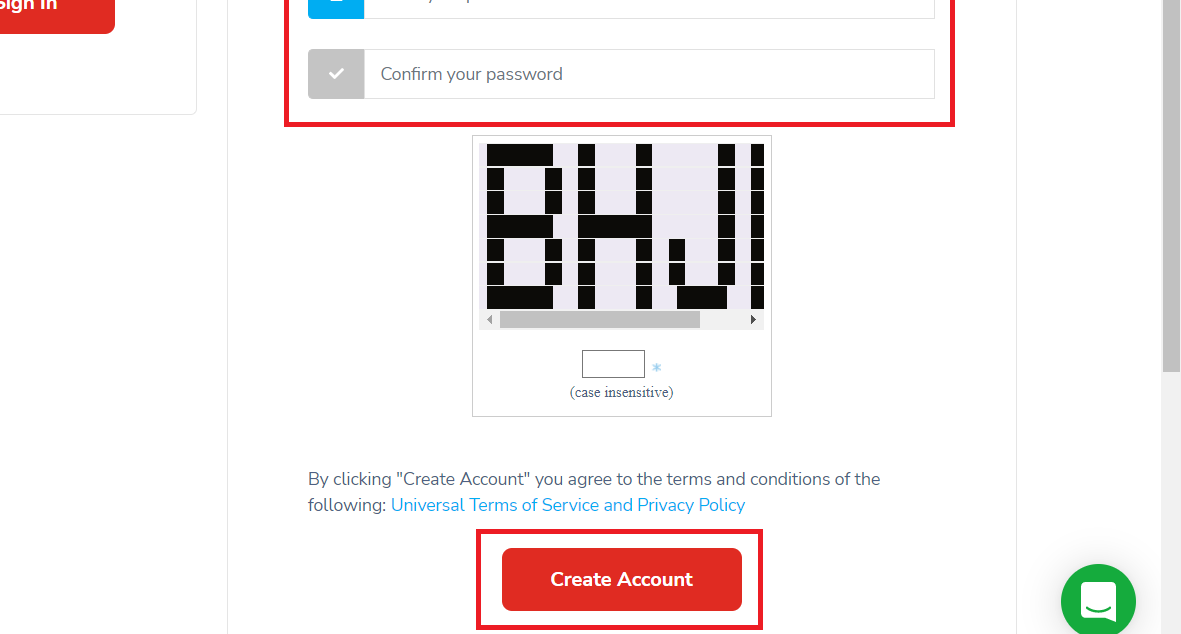 Sign In
Confirm your password
BHJ
*
(case insensitive)
By clicking "Create Account" you agree to the terms and conditions of the
following: Universal Terms of Service and Privacy Policy
Create Account